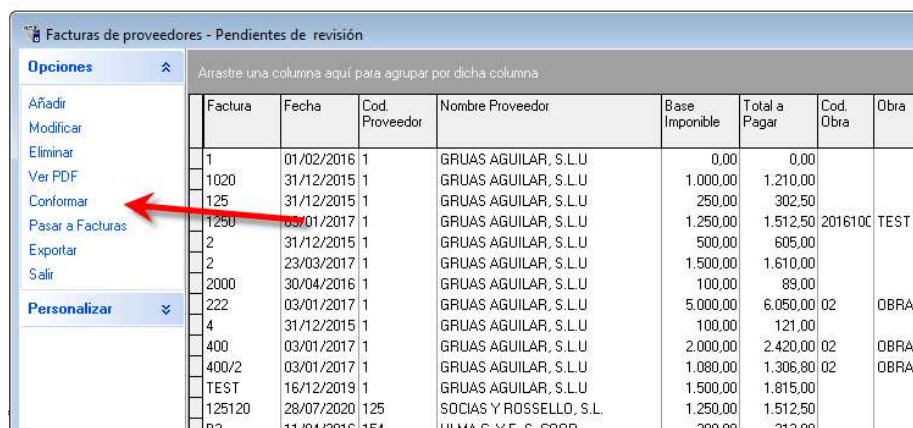 Facturas de proveedores - Pendientes de revisión
Opciones
Añadir
Modificar
Eliminar
Ver PDF
Conformar
Pasar a Facturas
Exportar
Salir
Personalizar
Arrastre una columna aquí para agrupar por dicha columna
Factura Fecha Cod. Proveedor Nombre Proveedor Base Imponible Total a Pagar Cod. Obra Obra
1 01/02/2016 1 GRUAS AGUILAR, S.L.U 0,00 0,00
1020 31/12/2015 1 GRUAS AGUILAR, S.L.U 1.000,00 1.210,00
125 31/12/2015 1 GRUAS AGUILAR, S.L.U 250,00 302,50
1250 03/01/2017 1 GRUAS AGUILAR, S.L.U 1.250,00 1.512,50 TEST
2 31/12/2015 1 GRUAS AGUILAR, S.L.U 500,00 605,00
2 23/03/2017 1 GRUAS AGUILAR, S.L.U 1.500,00 1.610,00
2000 30/04/2016 1 GRUAS AGUILAR, S.L.U 100,00 89,00
222 03/01/2017 1 GRUAS AGUILAR, S.L.U 5.000,00 6.050,00 02 OBRA
4 31/12/2015 1 GRUAS AGUILAR, S.L.U 100,00 121,00
400 03/01/2017 1 GRUAS AGUILAR, S.L.U 2.000,00 2.420,00 02 OBRA
400/2 03/01/2017 1 GRUAS AGUILAR, S.L.U 1.080,00 1.306,80 02 OBRA
TEST 16/12/2019 1 GRUAS AGUILAR, S.L.U 1.500,00 1.815,00
125120 28/07/2020 125 SOCIAS Y ROSSELLO, S.L. 1.250,00 1.512,50